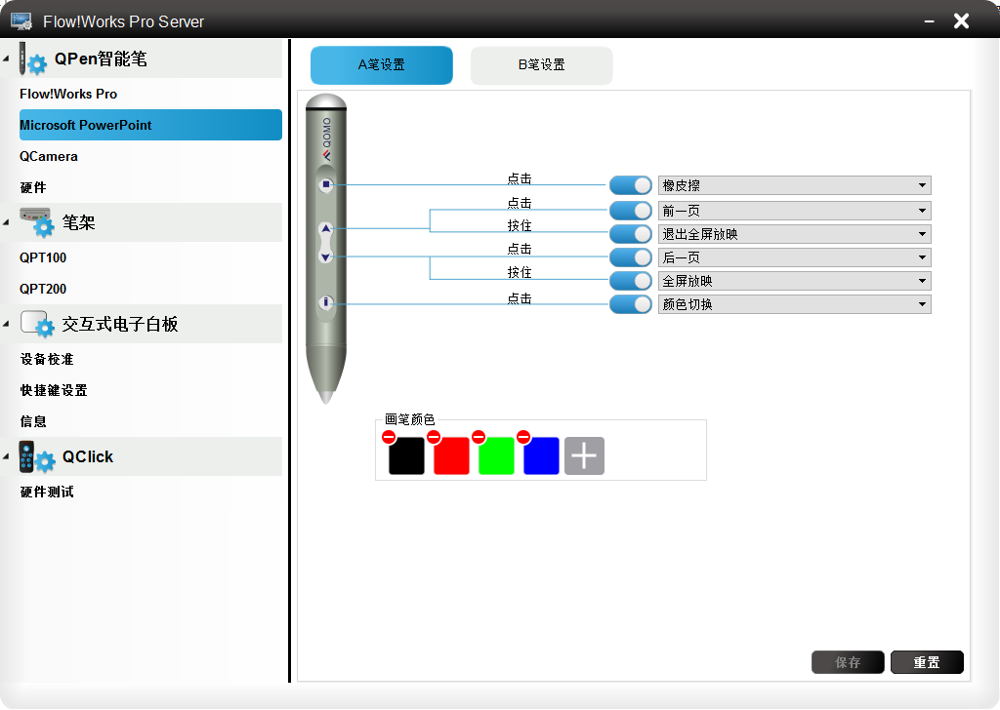 Flow!Works Pro Server
QPen智能笔
Flow!Works Pro
Microsoft PowerPoint
QCamera
硬件
笔架
QPT100
QPT200
交互式电子白板
设备校准
快捷键设置
信息
QClick
硬件测试
A笔设置
B笔设置
QOMO
点击
橡皮擦
点击
前一页
按住
退出全屏放映
点击
后一页
按住
全屏放映
点击
颜色切换
画笔颜色
保存
重置